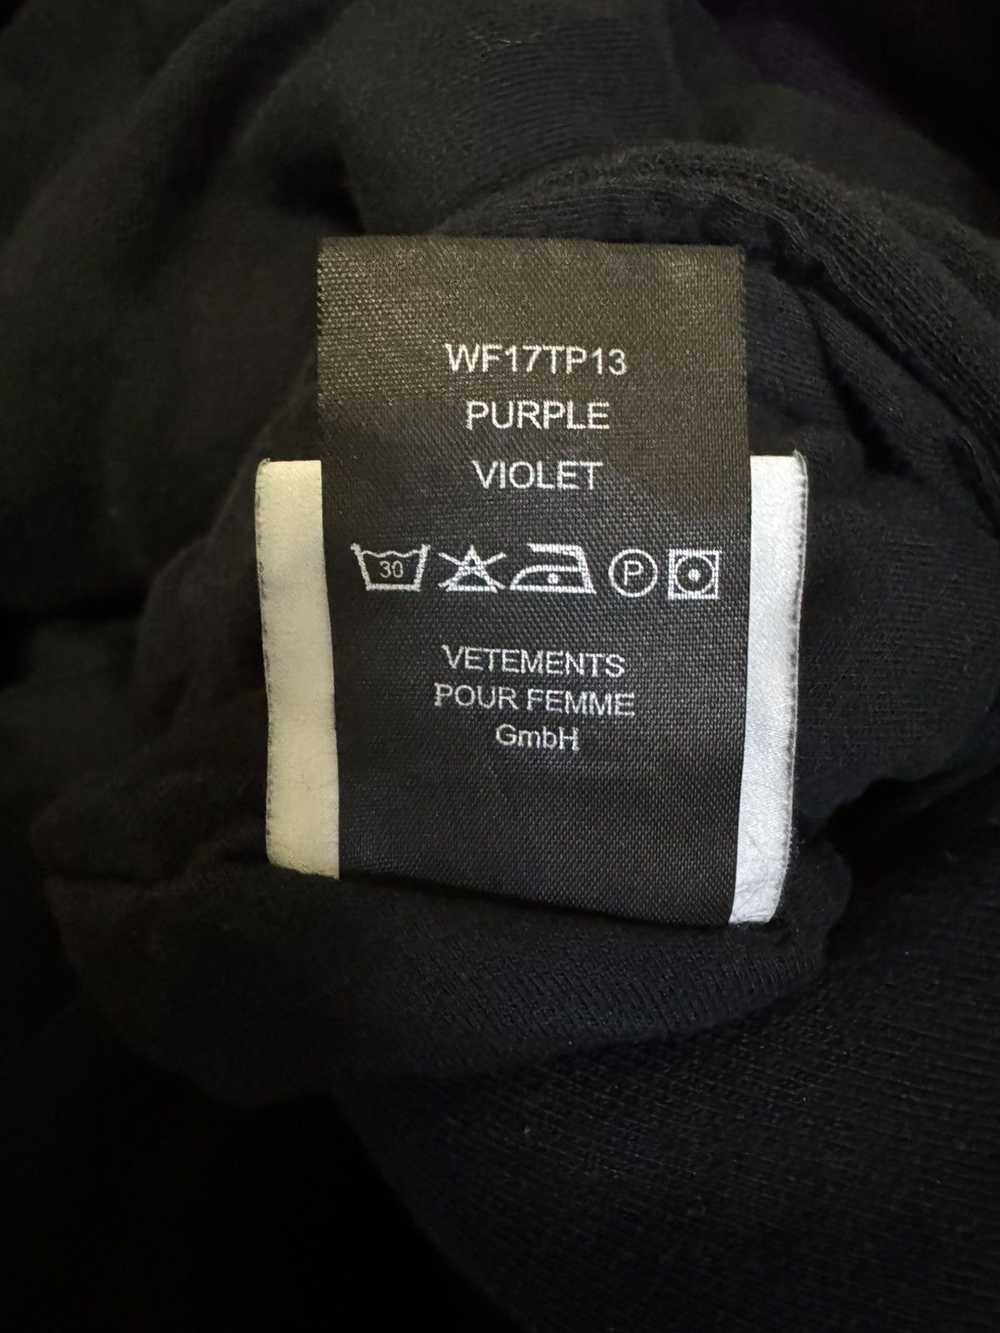 WF17TP13
PURPLE
VIOLET
30 P
VETEMENTS
POUR FEMME
GmbH